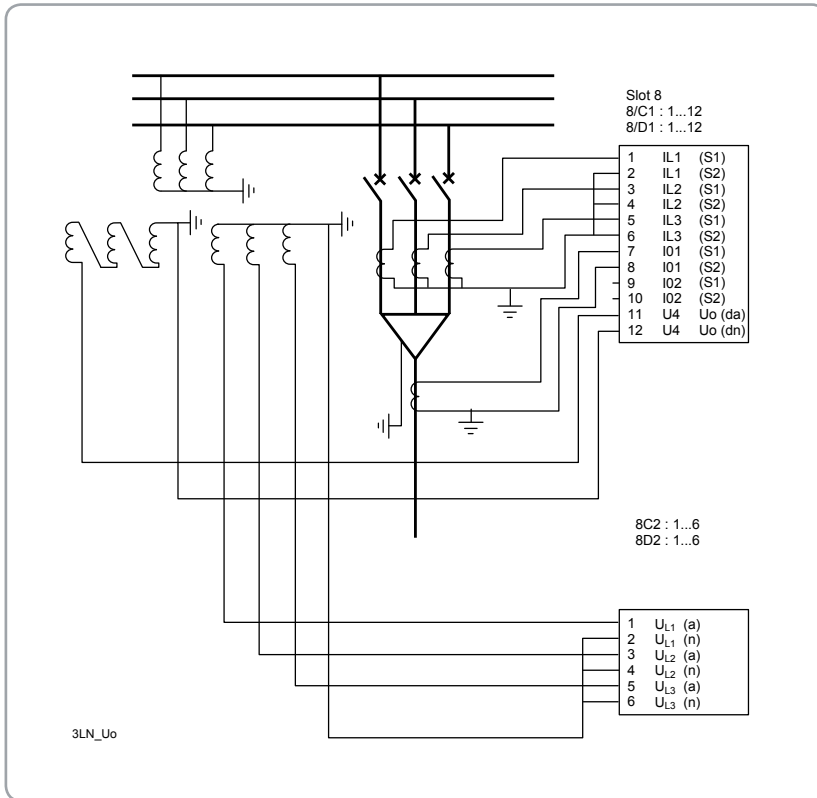 Slot 8
8/C1 : 1...12
8/D1 : 1...12
1 IL1 (S1)
2 IL1 (S2)
3 IL2 (S1)
4 IL2 (S2)
5 IL3 (S1)
6 IL3 (S2)
7 I01 (S1)
8 I01 (S2)
9 I02 (S1)
10 I02 (S2)
11 U4 Uo (da)
12 U4 Uo (dn)
8C2 : 1...6
8D2 : 1...6
1 UL1 (a)
2 UL1 (n)
3 UL2 (a)
4 UL2 (n)
5 UL3 (a)
6 UL3 (n)
3LN_Uo